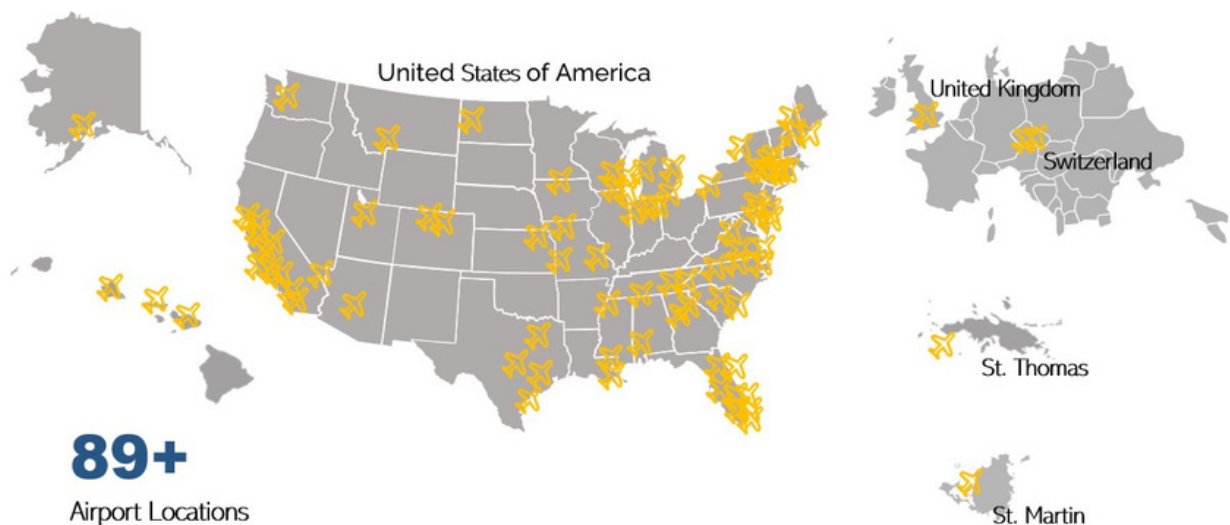 United States of America
United Kingdom
Switzerland
St. Thomas
89+
Airport Locations
St. Martin